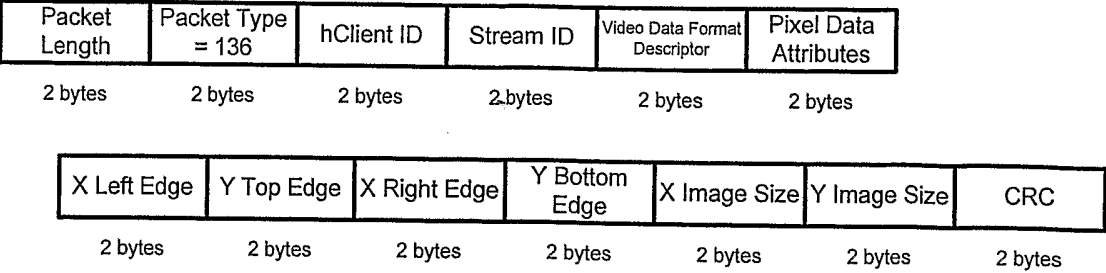 Packet Length
Packet Type = 136
hClient ID
Stream ID
Video Data Format Descriptor
Pixel Data Attributes
2 bytes
2 bytes
2 bytes
2 bytes
2 bytes
2 bytes
X Left Edge
Y Top Edge
X Right Edge
Y Bottom Edge
X Image Size
Y Image Size
CRC
2 bytes
2 bytes
2 bytes
2 bytes
2 bytes
2 bytes
2 bytes